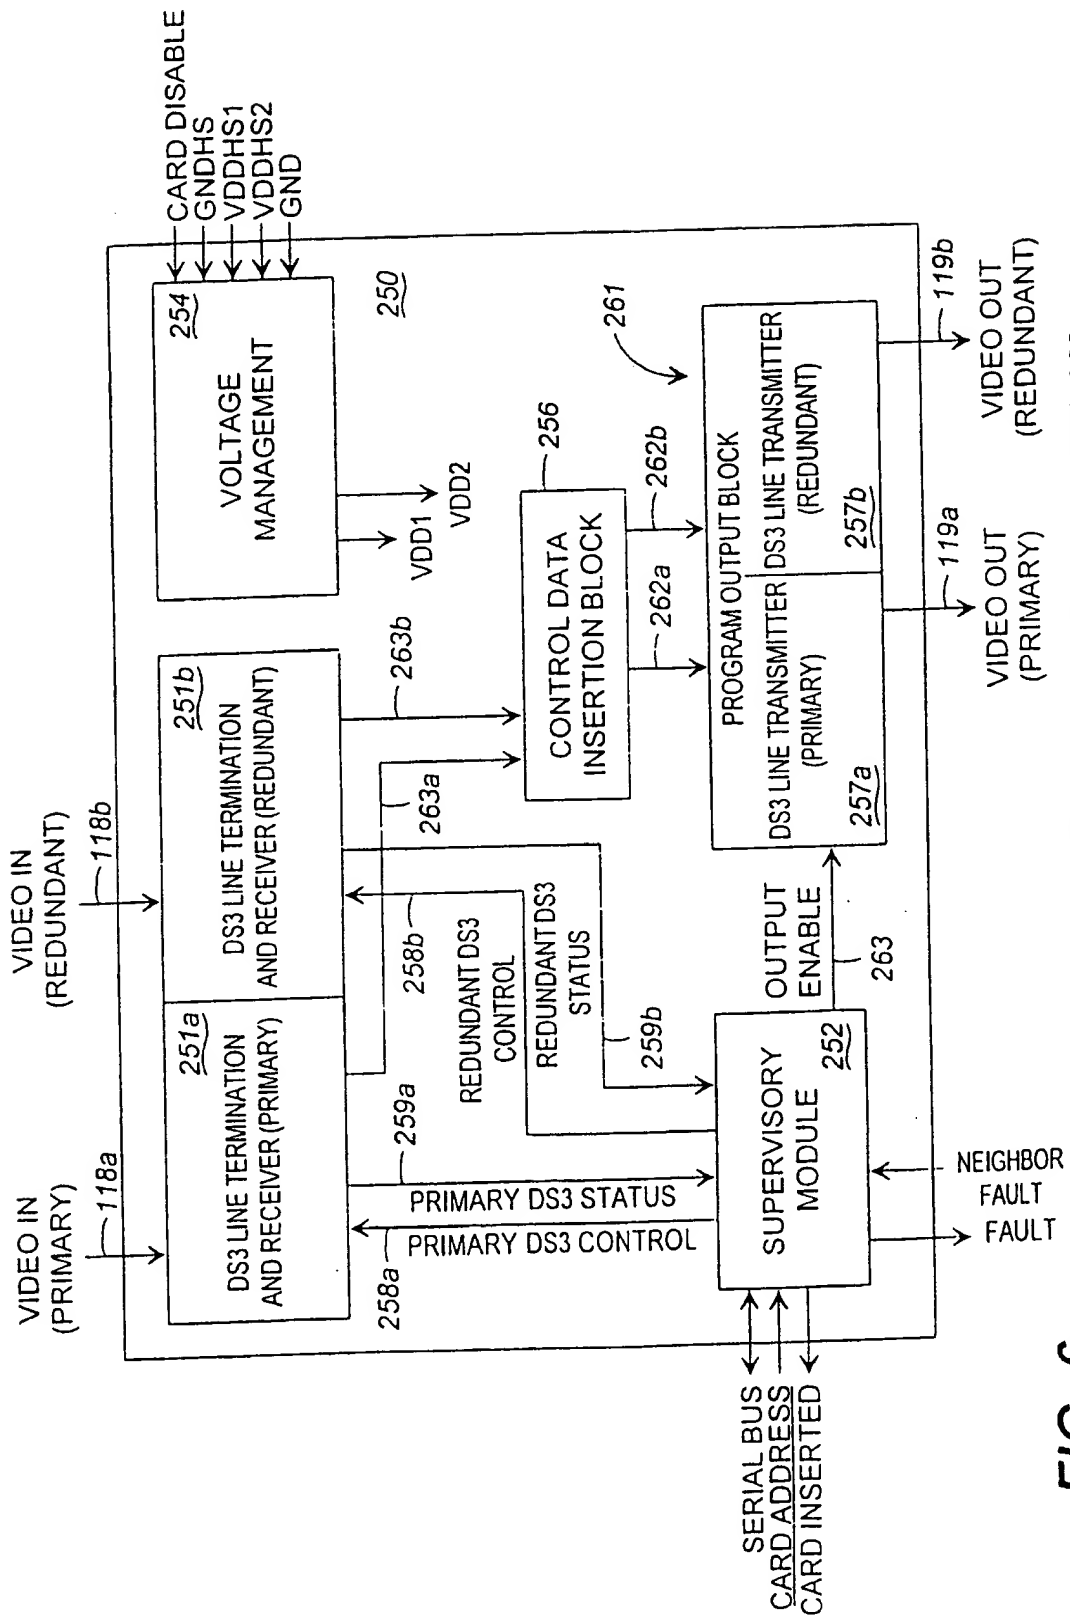 VIDEO IN
(PRIMARY)
118a
VIDEO IN
(REDUNDANT)
118b
CARD DISABLE
GNDHS
VDDHS1
VDDHS2
GND
251a
DS3 LINE TERMINATION
AND RECEIVER (PRIMARY)
251b
DS3 LINE TERMINATION
AND RECEIVER (REDUNDANT)
254
VOLTAGE
MANAGEMENT
250
VDD1
VDD2
258a
PRIMARY DS3 CONTROL
PRIMARY DS3 STATUS
259a
258b
REDUNDANT DS3
CONTROL
REDUNDANT DS3
STATUS
259b
263a
263b
CONTROL DATA
INSERTION BLOCK
256
262a
262b
261
SERIAL BUS
CARD ADDRESS
CARD INSERTED
SUPERVISORY
MODULE
252
OUTPUT
ENABLE
263
PROGRAM OUTPUT BLOCK
DS3 LINE TRANSMITTER
(PRIMARY)
257a
DS3 LINE TRANSMITTER
(REDUNDANT)
257b
FAULT
NEIGHBOR
FAULT
119a
VIDEO OUT
(PRIMARY)
119b
VIDEO OUT
(REDUNDANT)